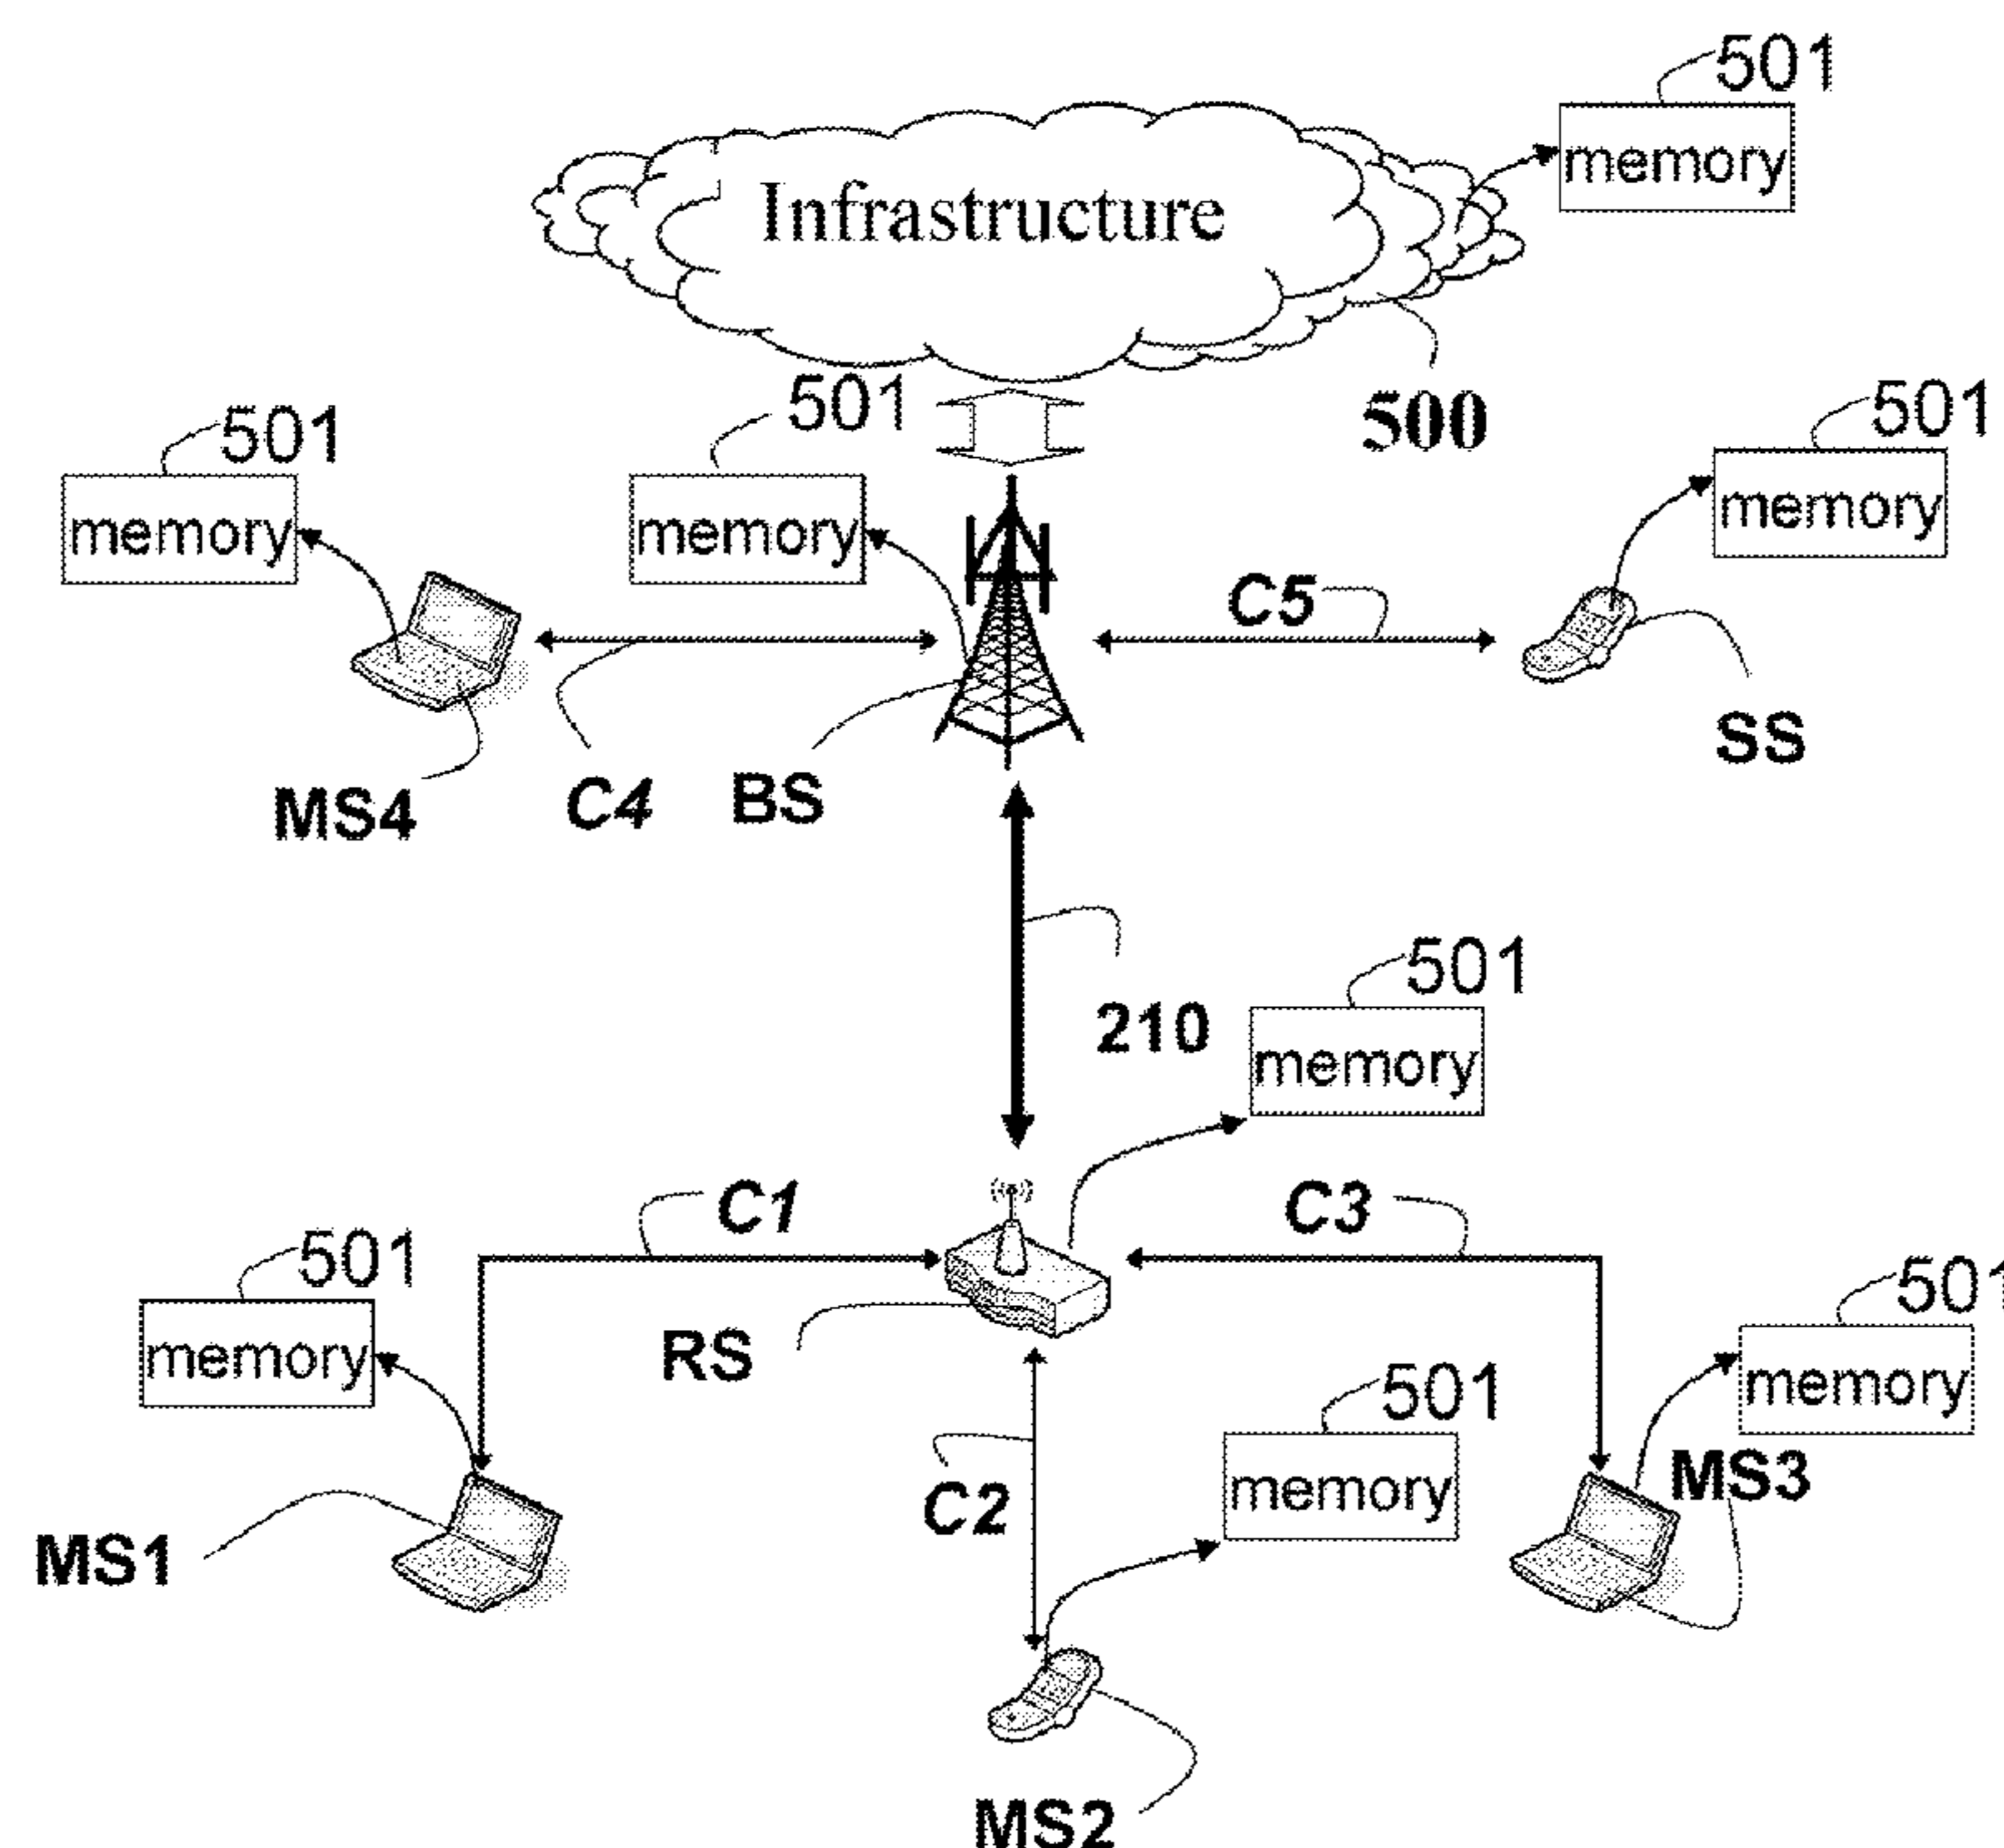 501
memory
Infrastructure
500
501
memory
501
memory
501
memory
C5
SS
MS4
C4
BS
210
501
memory
C1
C3
501
memory
RS
501
memory
501
memory
MS3
C2
MS1
MS2